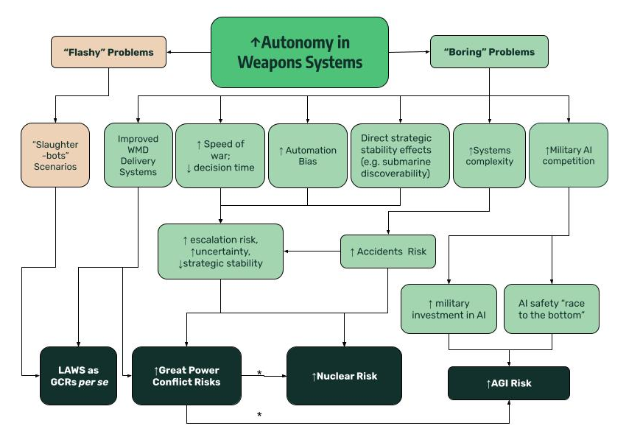 ↑Autonomy in
Weapons Systems
“Flashy” Problems
“Boring” Problems
“Slaughter
-bots”
Scenarios
Improved
WMD
Delivery
Systems
↑ Speed of
war;
↓ decision time
↑ Automation
Bias
Direct strategic
stability effects
(e.g. submarine
discoverability)
↑Systems
complexity
↑Military AI
competition
↑ escalation risk,
↑uncertainty,
↓strategic stability
↑ Accidents Risk
↑ military
investment in AI
AI safety “race
to the bottom”
LAWS as
GCRs per se
↑Great Power
Conflict Risks
*
↑Nuclear Risk
↑AGI Risk
*